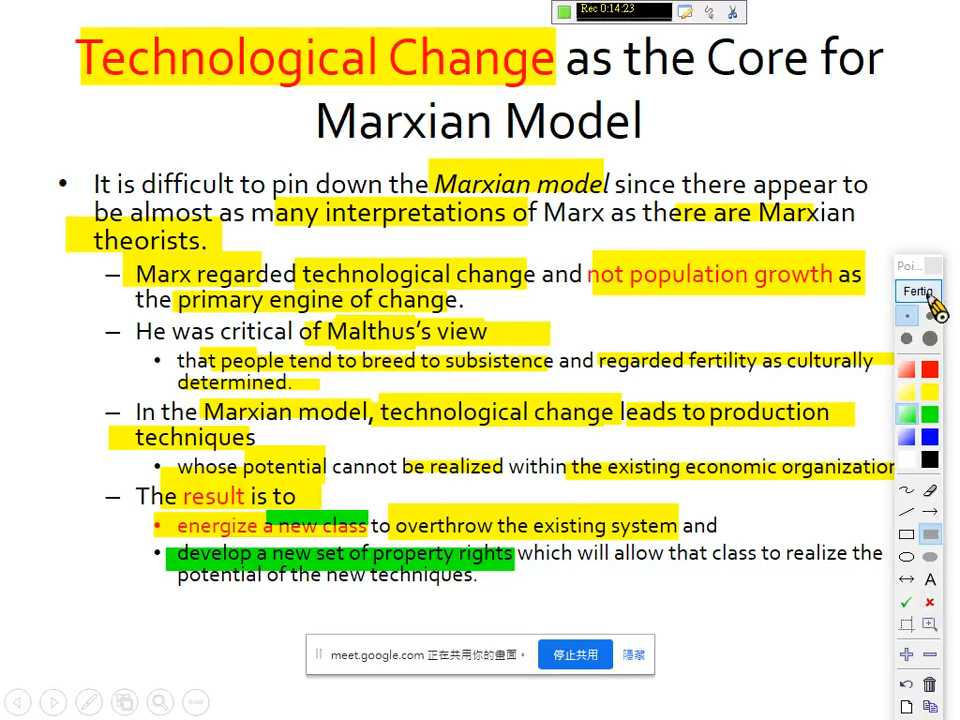 Rec 0:14:23
Technological Change as the Core for
Marxian Model
• It is difficult to pin down the Marxian model since there appear to
be almost as many interpretations of Marx as there are Marxian
theorists.
– Marx regarded technological change and not population growth as
the primary engine of change.
– He was critical of Malthus's view
• that people tend to breed to subsistence and regarded fertility as culturally
determined.
– In the Marxian model, technological change leads to production
techniques
• whose potential cannot be realized within the existing economic organization
– The result is to
• energize a new class to overthrow the existing system and
• develop a new set of property rights which will allow that class to realize the
potential of the new techniques.
Poi...
Fertig
A
meet.google.com 正在共用你的畫面。
停止共用
隱藏